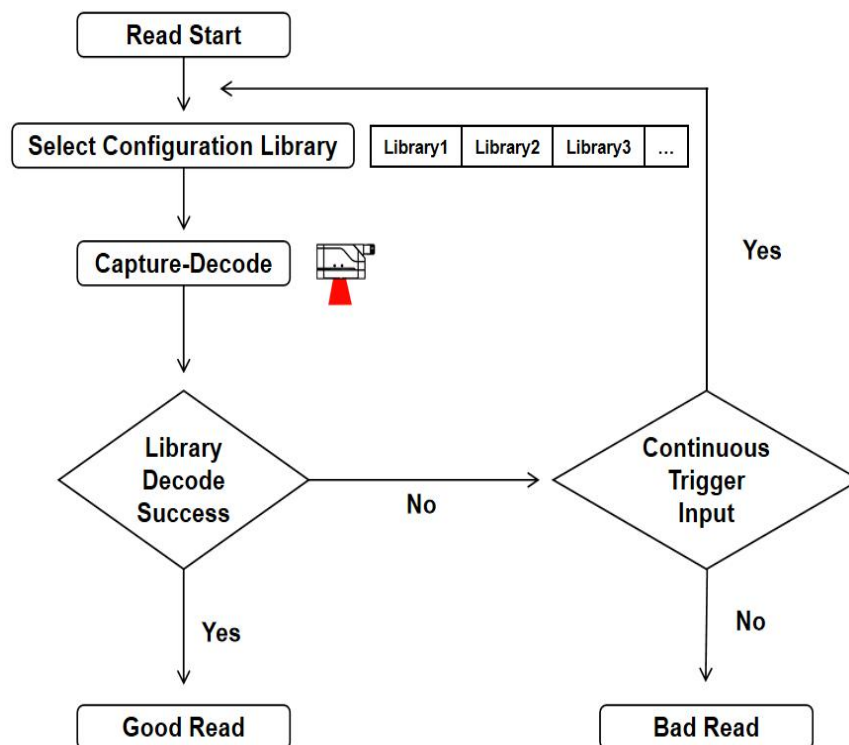 Read Start
Select Configuration Library
Library1 Library2 Library3 ...
Capture-Decode
Yes
Library
Decode
Success
No
Continuous
Trigger
Input
Yes
No
Good Read
Bad Read